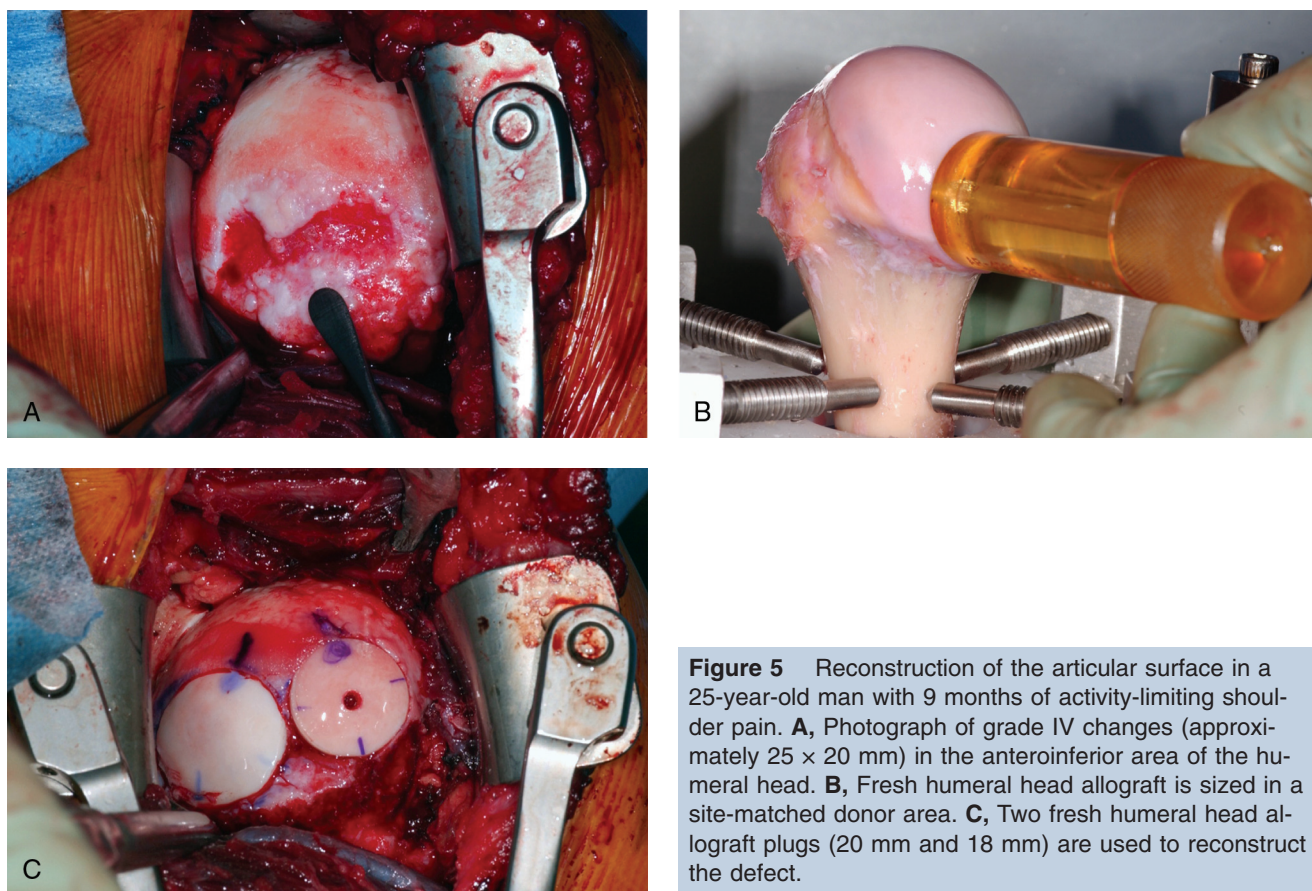 A
B
C
Figure 5 Reconstruction of the articular surface in a
25-year-old man with 9 months of activity-limiting shoul-
der pain. A, Photograph of grade IV changes (approxi-
mately 25 × 20 mm) in the anteroinferior area of the hu-
meral head. B, Fresh humeral head allograft is sized in a
site-matched donor area. C, Two fresh humeral head al-
lograft plugs (20 mm and 18 mm) are used to reconstruct
the defect.